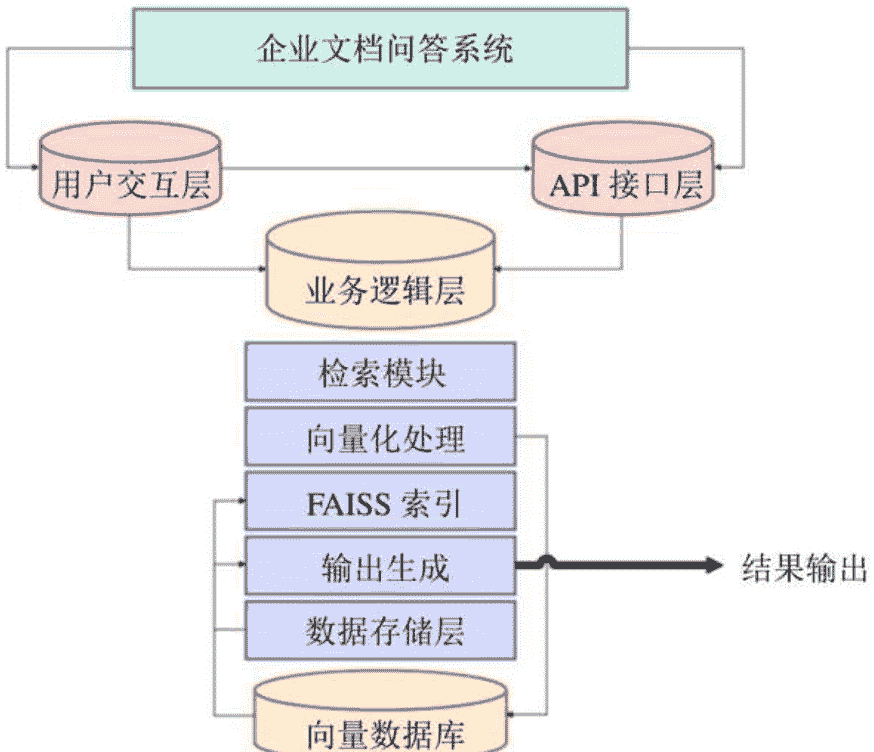 企业文档问答系统
用户交互层
API 接口层
业务逻辑层
检索模块
向量化处理
FAISS 索引
输出生成
结果输出
数据存储层
向量数据库